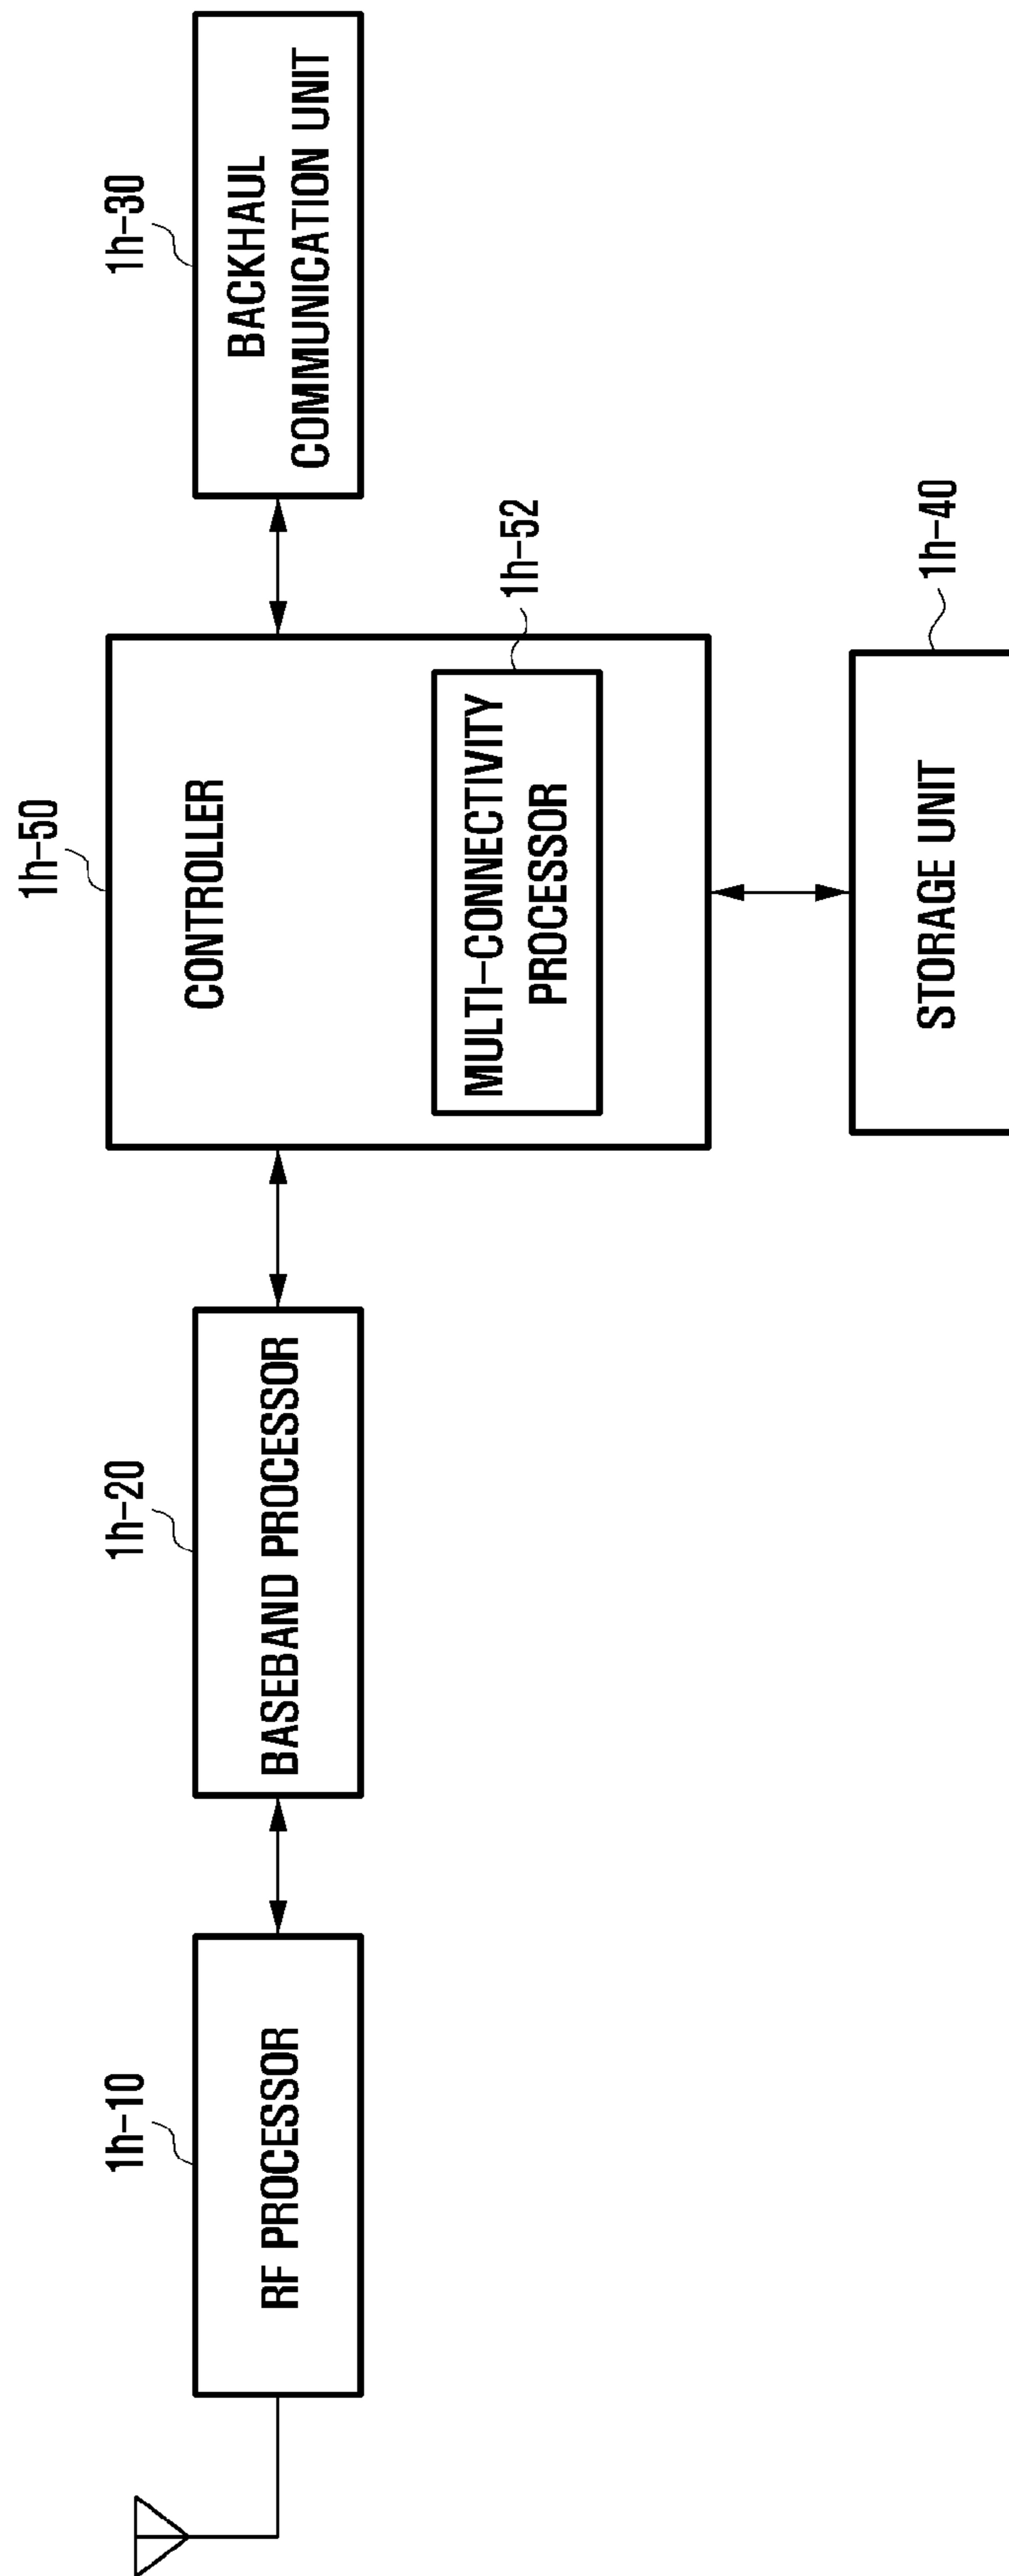 1h-10
RF PROCESSOR
1h-20
BASEBAND PROCESSOR
1h-50
CONTROLLER
1h-52
MULTI-CONNECTIVITY
PROCESSOR
1h-30
BACKHAUL
COMMUNICATION UNIT
1h-40
STORAGE UNIT